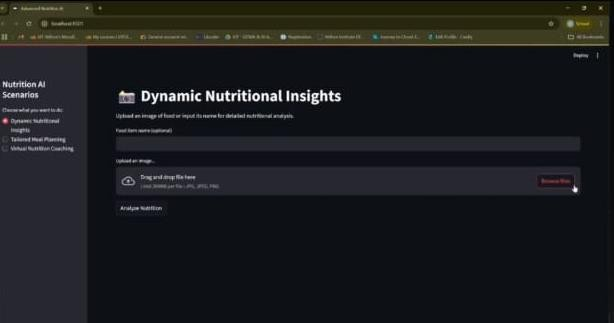 Advanced Nutrition AI
localhost:8501
School
All Bookmarks
Deploy
Nutrition AI
Scenarios
Choose what you want to do:
Dynamic Nutritional
Insights
Tailored Meal Planning
Virtual Nutrition Coaching
Dynamic Nutritional Insights
Upload an image of food or input its name for detailed nutritional analysis.
Food item name (optional)
Upload an image...
Drag and drop file here
Limit 200MB per file • JPG, JPEG, PNG
Browse files
Analyze Nutrition